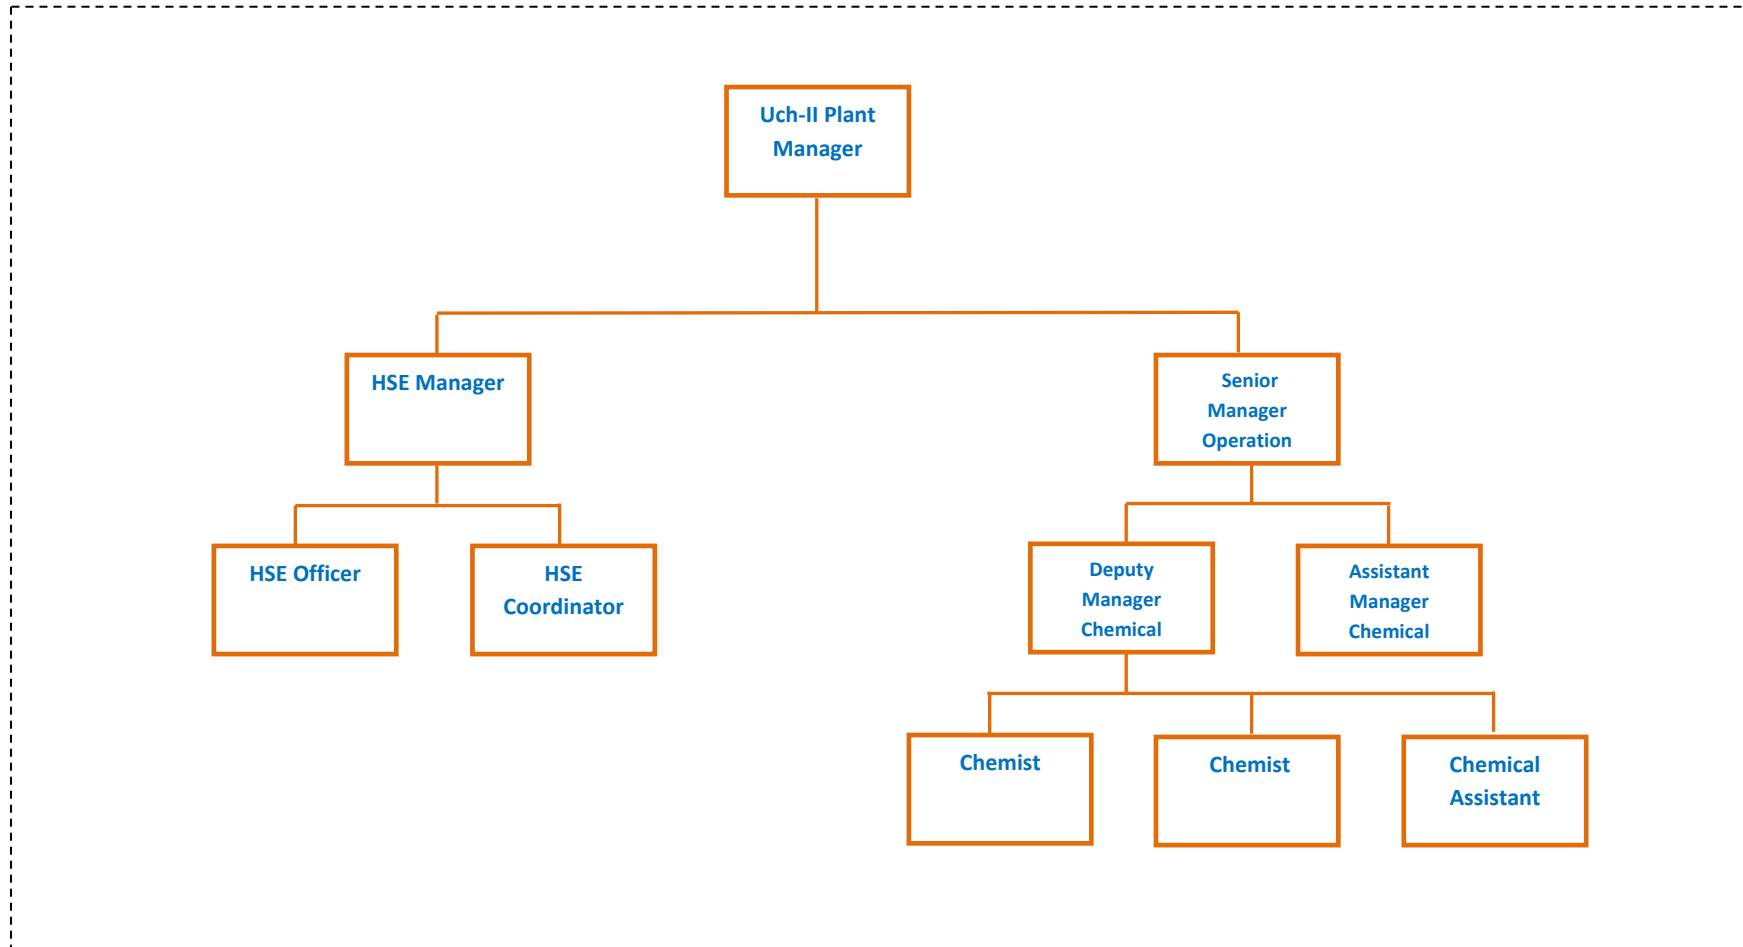 Uch-II Plant
Manager
HSE Manager
Senior
Manager
Operation
HSE Officer
HSE
Coordinator
Deputy
Manager
Chemical
Assistant
Manager
Chemical
Chemist
Chemist
Chemical
Assistant